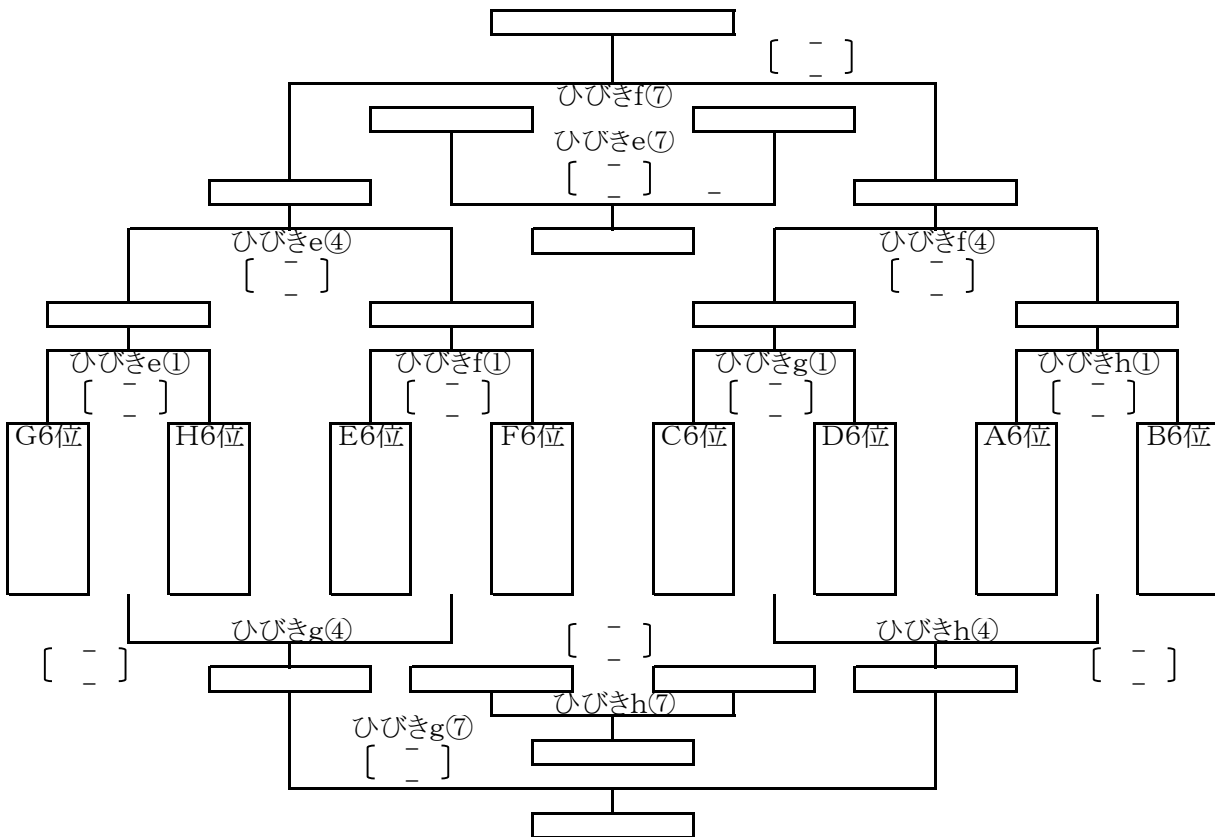 ひびきf⑦
ひびきe⑦
[ － － ]
[ － － ] －
ひびきe④
ひびきf④
[ － － ]
[ － － ]
ひびきe①
ひびきf①
ひびきg①
ひびきh①
[ － － ]
[ － － ]
[ － － ]
[ － － ]
G6位
H6位
E6位
F6位
C6位
D6位
A6位
B6位
ひびきg④
[ － － ]
ひびきh④
[ － － ]
[ － － ]
ひびきh⑦
ひびきg⑦
[ － － ]